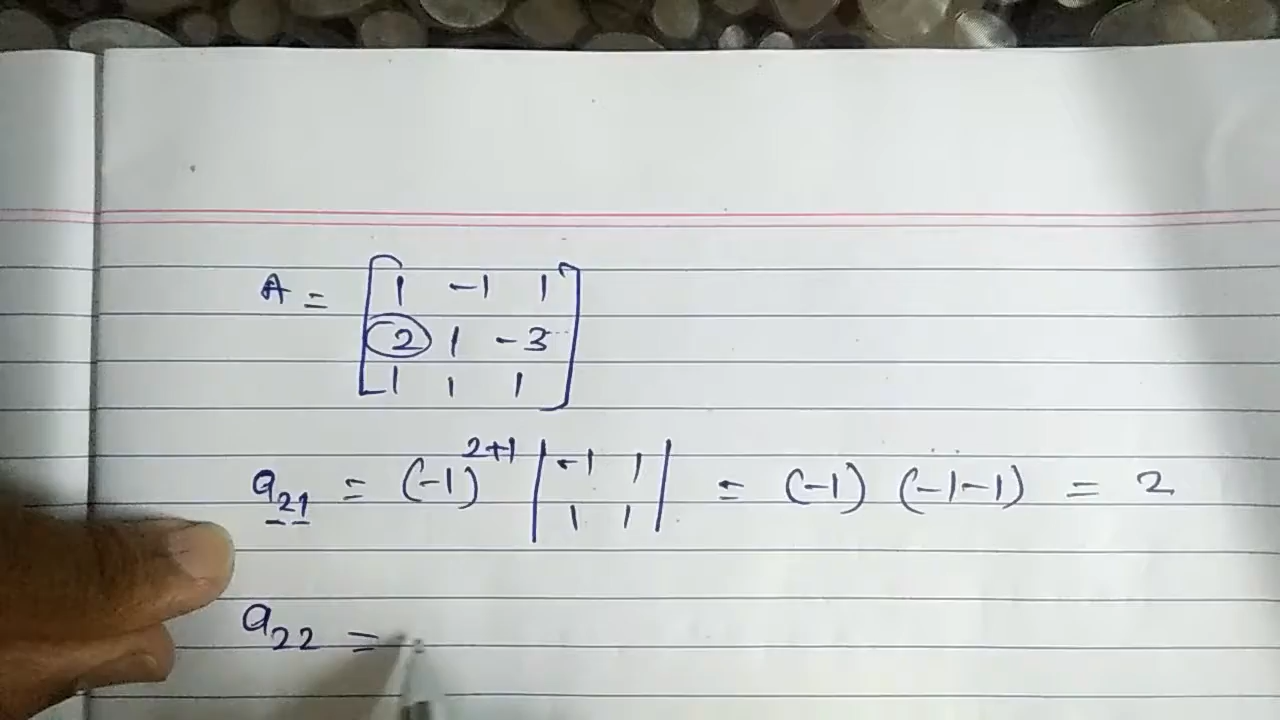 A = [ 1 -1 1
2 1 -3
1 1 1 ]
a21 = (-1)^2+1 | -1 1 | = (-1) (-1-1) = 2
| 1 1 |
a22 =